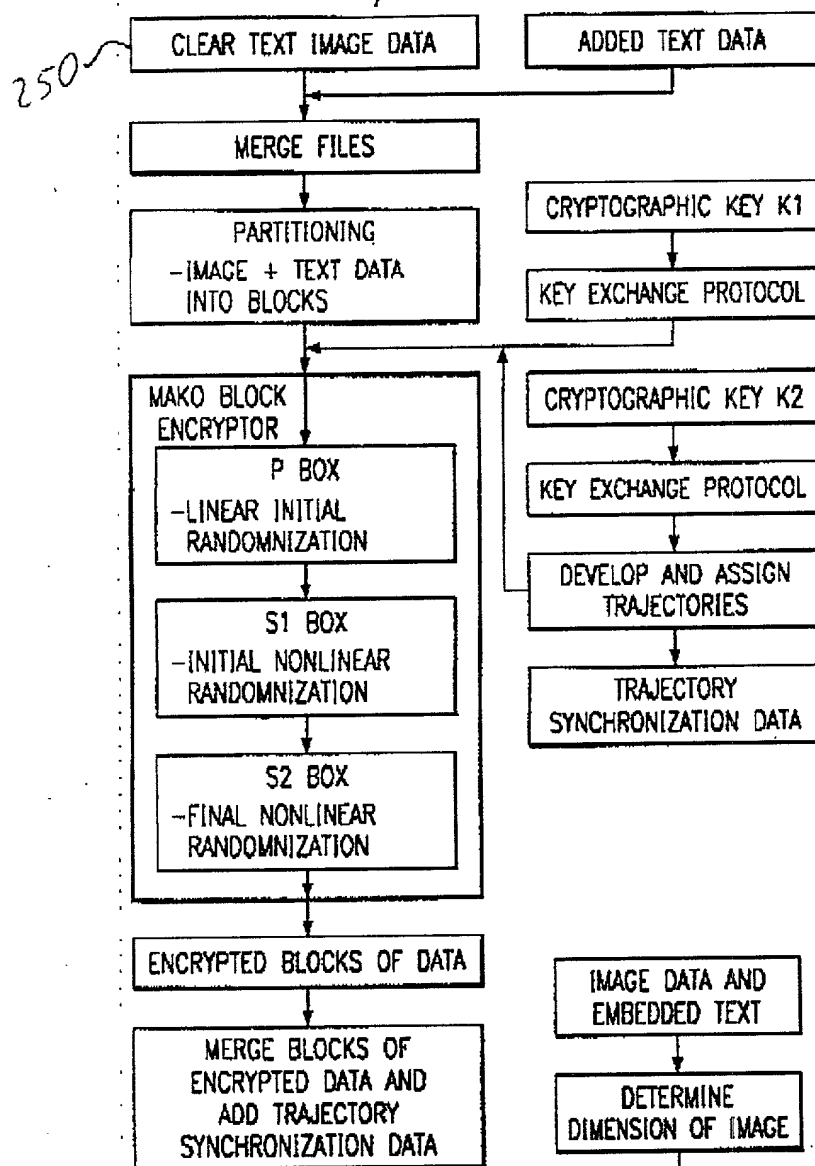 250
CLEAR TEXT IMAGE DATA
ADDED TEXT DATA
MERGE FILES
PARTITIONING
-IMAGE + TEXT DATA
INTO BLOCKS
CRYPTOGRAPHIC KEY K1
KEY EXCHANGE PROTOCOL
MAKO BLOCK
ENCRYPTOR
P BOX
-LINEAR INITIAL
RANDOMNIZATION
S1 BOX
-INITIAL NONLINEAR
RANDOMNIZATION
S2 BOX
-FINAL NONLINEAR
RANDOMNIZATION
CRYPTOGRAPHIC KEY K2
KEY EXCHANGE PROTOCOL
DEVELOP AND ASSIGN
TRAJECTORIES
TRAJECTORY
SYNCHRONIZATION DATA
ENCRYPTED BLOCKS OF DATA
MERGE BLOCKS OF
ENCRYPTED DATA AND
ADD TRAJECTORY
SYNCHRONIZATION DATA
IMAGE DATA AND
EMBEDDED TEXT
DETERMINE
DIMENSION OF IMAGE